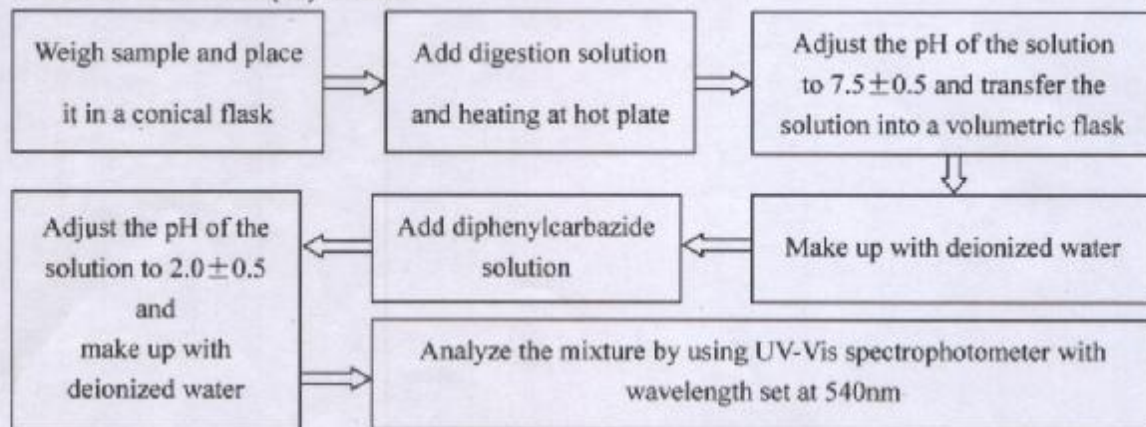 Weigh sample and place
it in a conical flask
Add digestion solution
and heating at hot plate
Adjust the pH of the solution
to 7.5±0.5 and transfer the
solution into a volumetric flask
Make up with deionized water
Add diphenylcarbazide
solution
Adjust the pH of the
solution to 2.0±0.5
and
make up with
deionized water
Analyze the mixture by using UV-Vis spectrophotometer with
wavelength set at 540nm